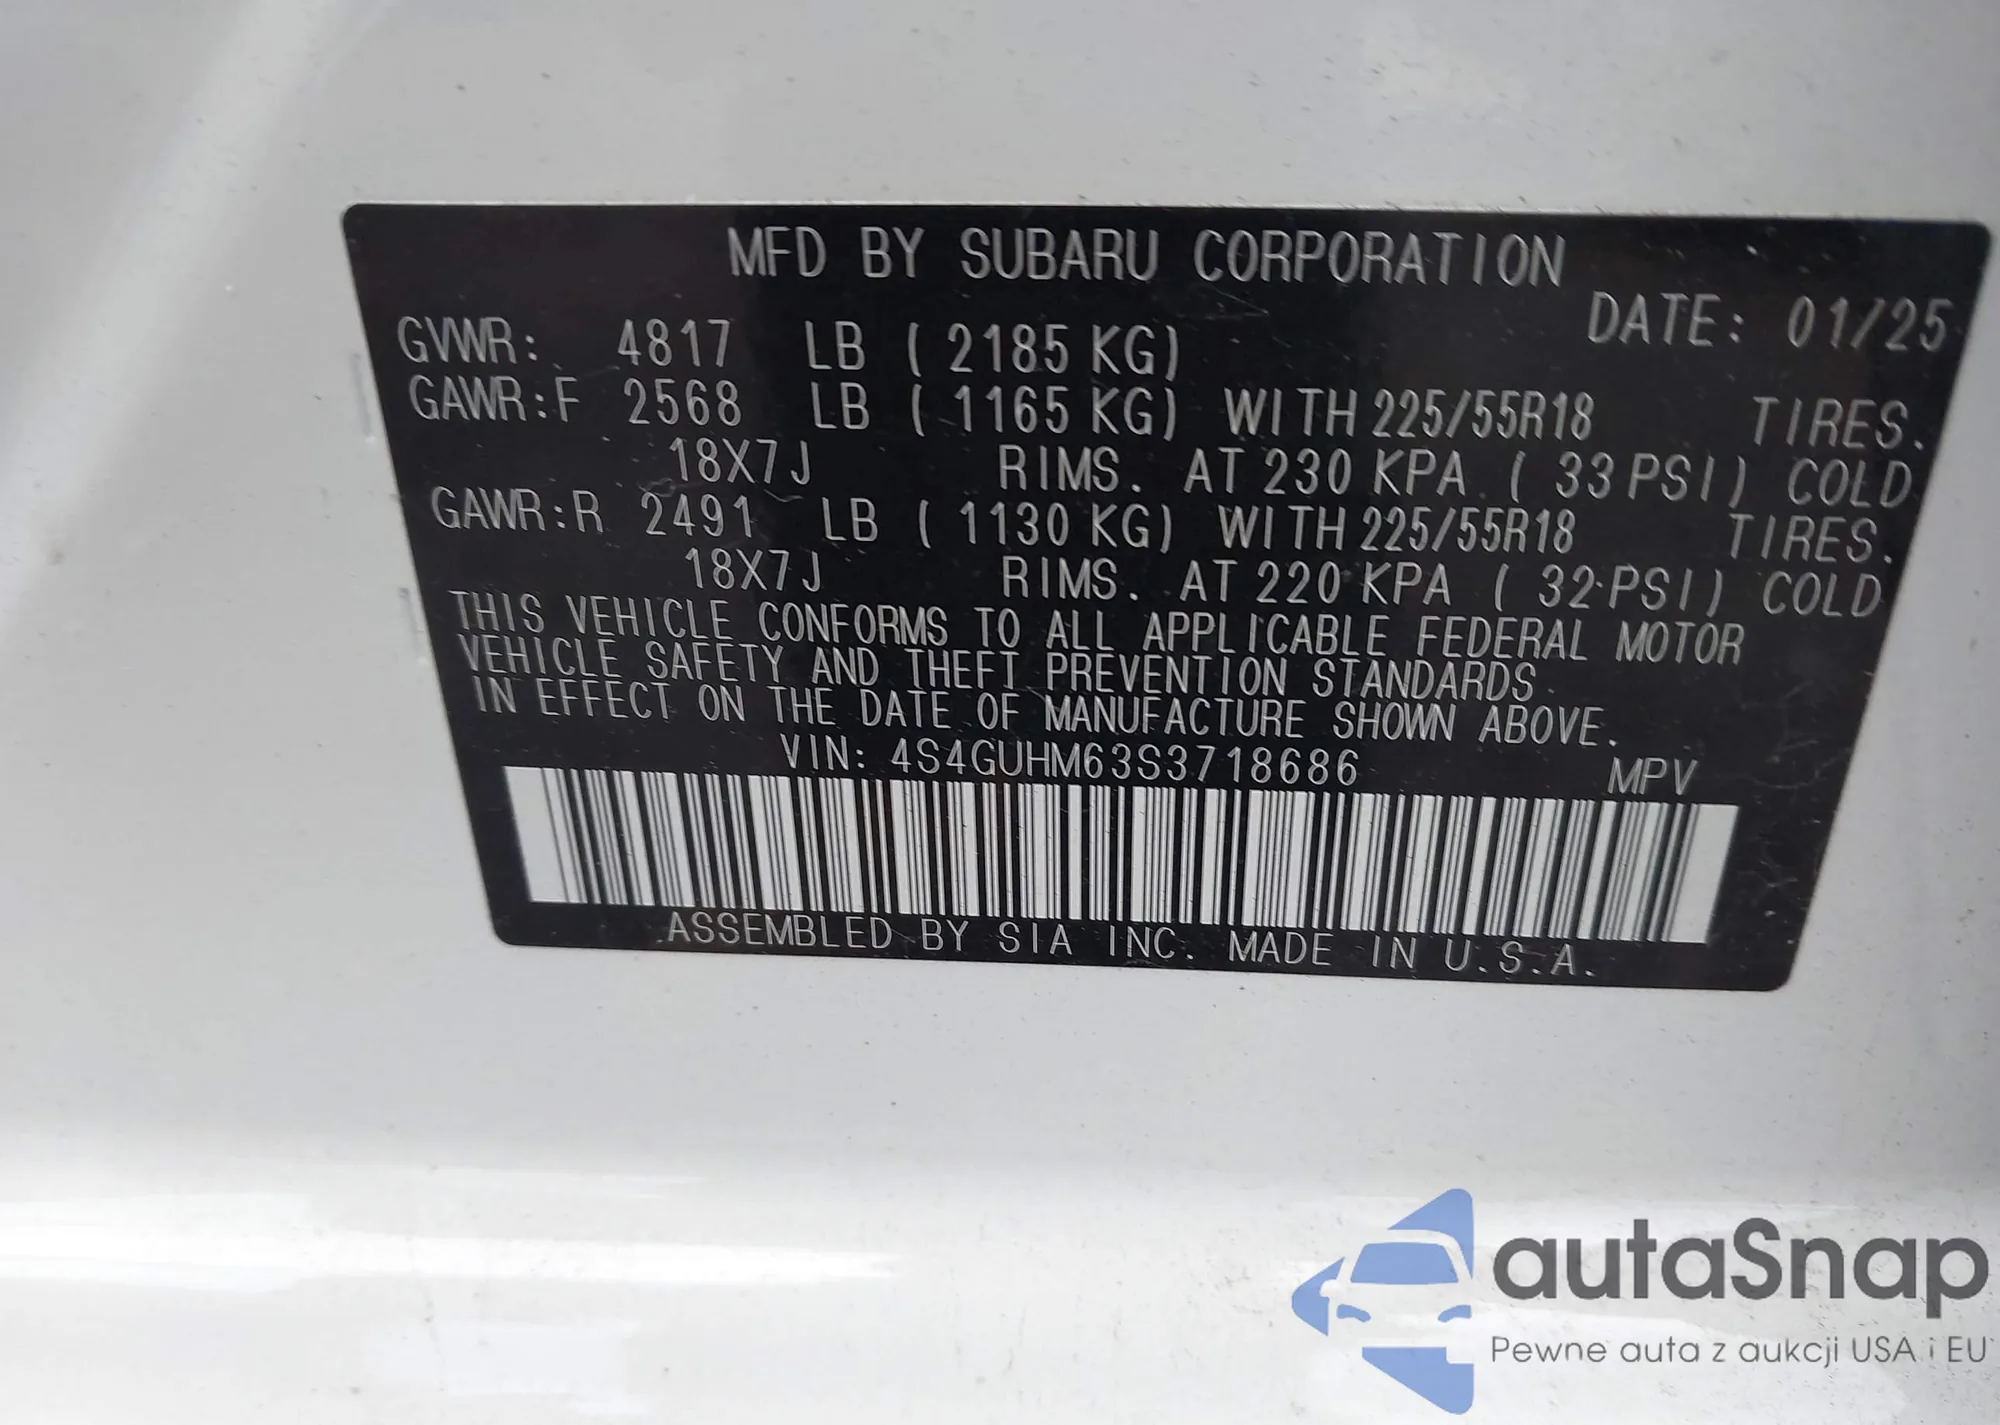 MFD BY SUBARU CORPORATION
DATE: 01/25
GVWR: 4817 LB ( 2185 KG)
GAWR:F 2568 LB ( 1165 KG) WITH 225/55R18 TIRES.
18X7J RIMS. AT 230 KPA ( 33 PSI) COLD
GAWR:R 2491 LB ( 1130 KG) WITH 225/55R18 TIRES.
18X7J RIMS. AT 220 KPA ( 32 PSI) COLD
THIS VEHICLE CONFORMS TO ALL APPLICABLE FEDERAL MOTOR
VEHICLE SAFETY AND THEFT PREVENTION STANDARDS
IN EFFECT ON THE DATE OF MANUFACTURE SHOWN ABOVE.
VIN: 4S4GUHM63S3718686 MPV
ASSEMBLED BY SIA INC. MADE IN U.S.A.
autaSnap
Pewne auta z aukcji USA i EU